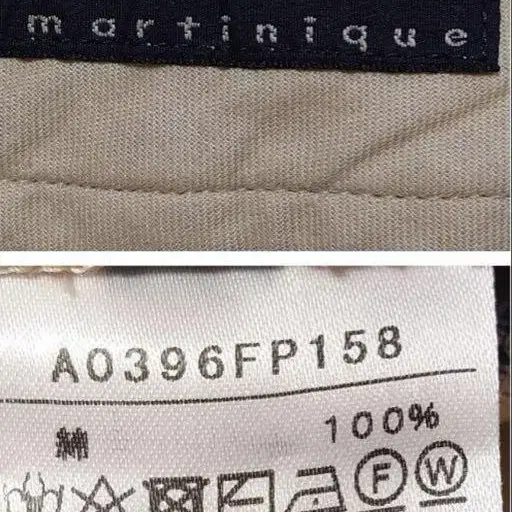 martinique
A0396FP158
綿 100%
F W